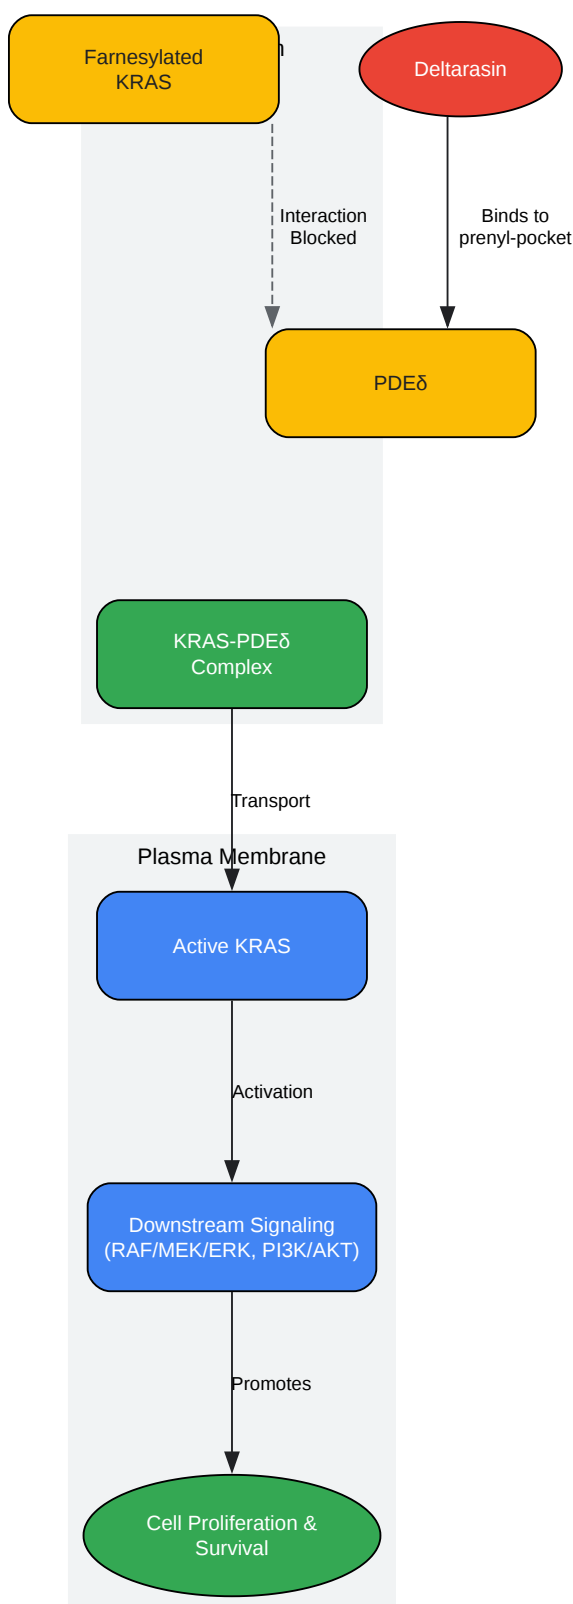 Farnesylated
KRAS
Deltarasin
Interaction
Blocked
Binds to
prenyl-pocket
PDEδ
KRAS-PDEδ
Complex
Transport
Plasma Membrane
Active KRAS
Activation
Downstream Signaling
(RAF/MEK/ERK, PI3K/AKT)
Promotes
Cell Proliferation &
Survival